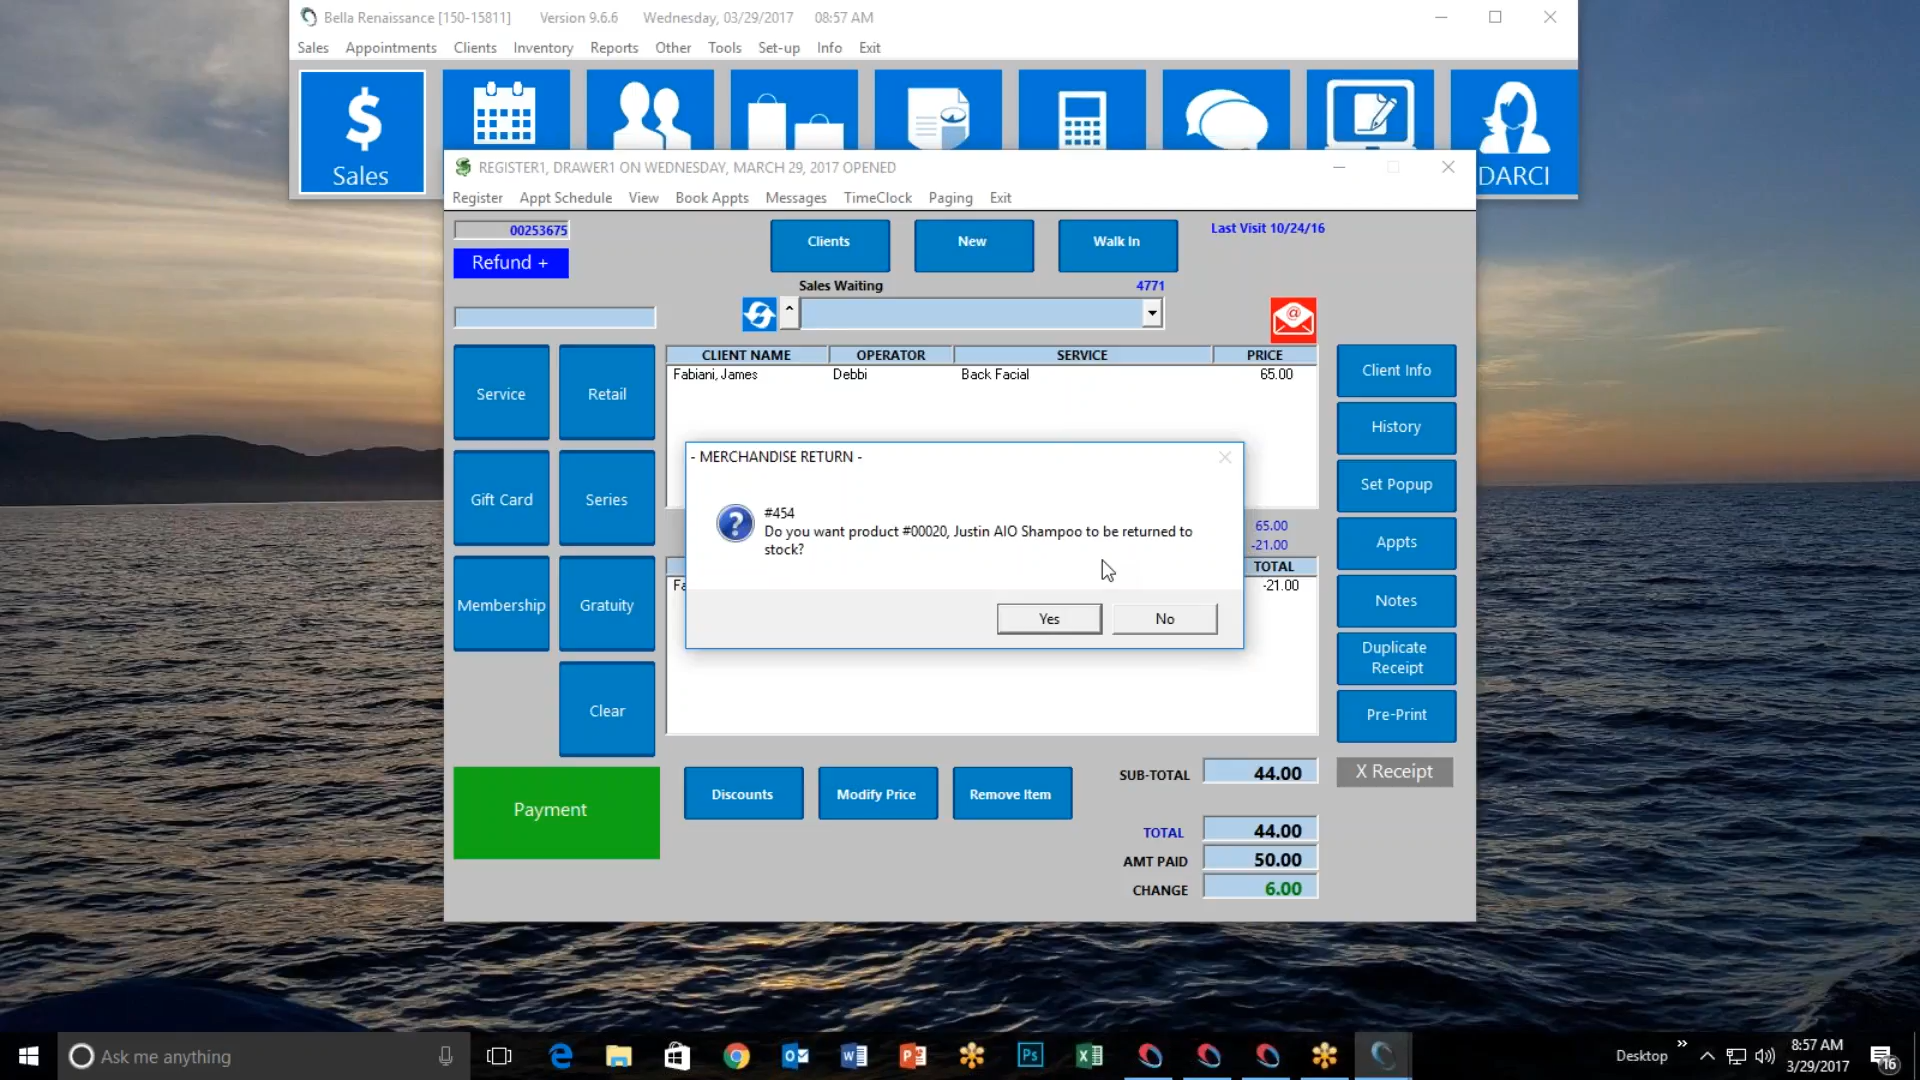 Bella Renaissance [150-15811] Version 9.6.6 Wednesday, 03/29/2017 08:57 AM
Sales Appointments Clients Inventory Reports Other Tools Set-up Info Exit
Sales
DARCI
REGISTER1, DRAWER1 ON WEDNESDAY, MARCH 29, 2017 OPENED
Register Appt Schedule View Book Appts Messages TimeClock Paging Exit
00253675
Refund +
Clients New Walk In
Last Visit 10/24/16
Sales Waiting 4771
@
CLIENT NAME OPERATOR SERVICE PRICE
Fabiani, James Debbi Back Facial 65.00
Service Retail
Gift Card Series
Membership Gratuity
Clear
- MERCHANDISE RETURN -
#454
Do you want product #00020, Justin AIO Shampoo to be returned to
stock?
Yes No
65.00
-21.00
TOTAL
Fa -21.00
Client Info
History
Set Popup
Appts
Notes
Duplicate
Receipt
Pre-Print
X Receipt
Payment
Discounts Modify Price Remove Item
SUB-TOTAL 44.00
TOTAL 44.00
AMT PAID 50.00
CHANGE 6.00
Ask me anything
Ps
Desktop
8:57 AM
3/29/2017
16